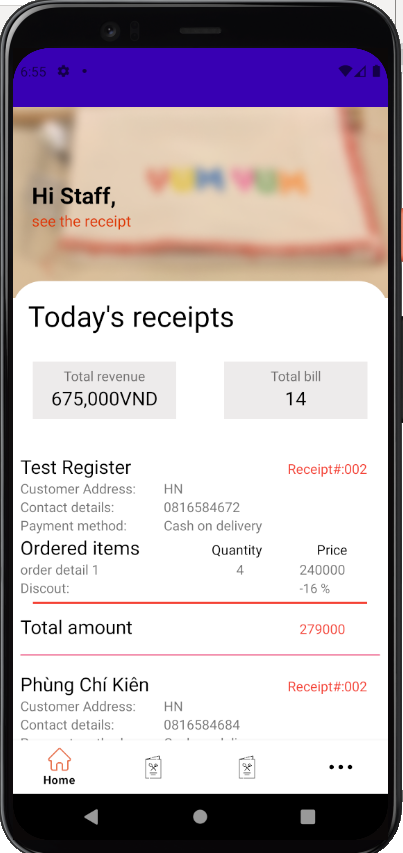 6:55
YUM YUM
Hi Staff,
see the receipt
Today's receipts
Total revenue Total bill
675,000VND 14
Test Register Receipt#:002
Customer Address: HN
Contact details: 0816584672
Payment method: Cash on delivery
Ordered items Quantity Price
order detail 1 4 240000
Discout: -16 %
Total amount 279000
Phùng Chí Kiên Receipt#:002
Customer Address: HN
Contact details: 0816584684
Home